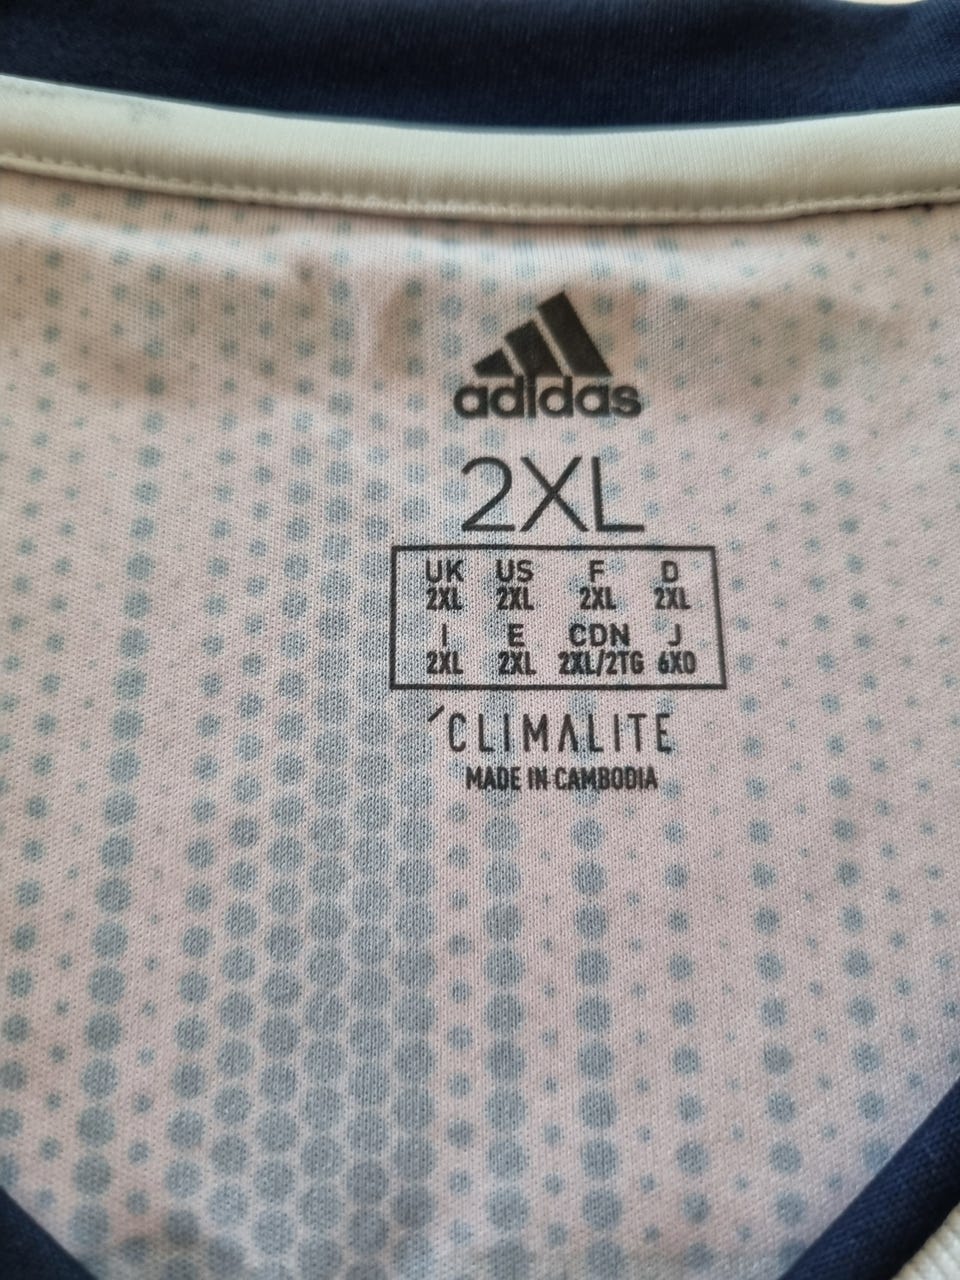 adidas
2XL
UK US F D
2XL 2XL 2XL 2XL
I E CDN J
2XL 2XL 2XL/2TG 6XO
CLIMALITE
MADE IN CAMBODIA